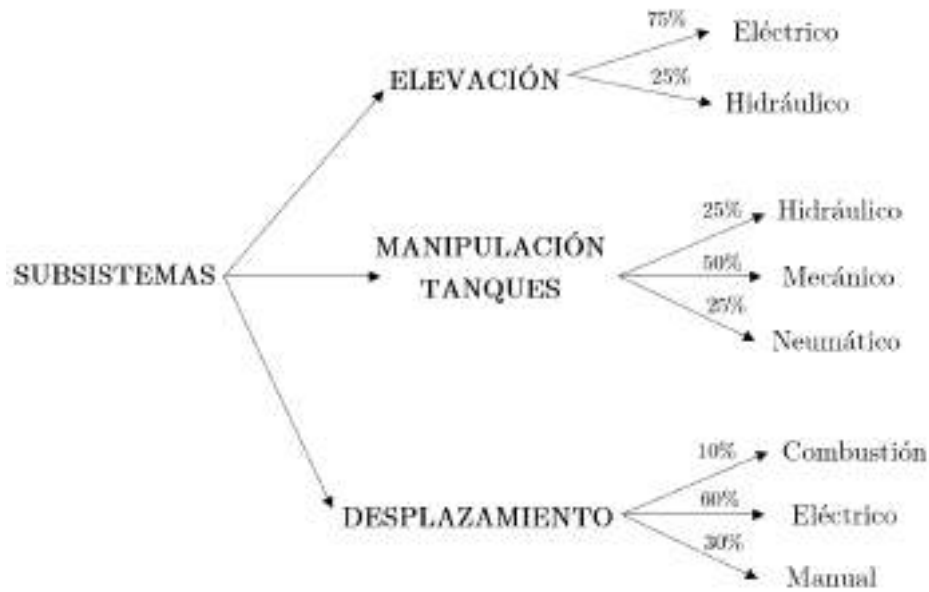 75%
Eléctrico
ELEVACIÓN
25%
Hidráulico
25%
Hidráulico
MANIPULACIÓN
TANQUES
50%
Mecánico
25%
Neumático
SUBSISTEMAS
10%
Combustión
DESPLAZAMIENTO
60%
Eléctrico
30%
Manual